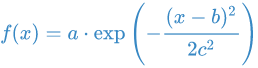 f(x) = a · exp(−(x − b)²/2c²)